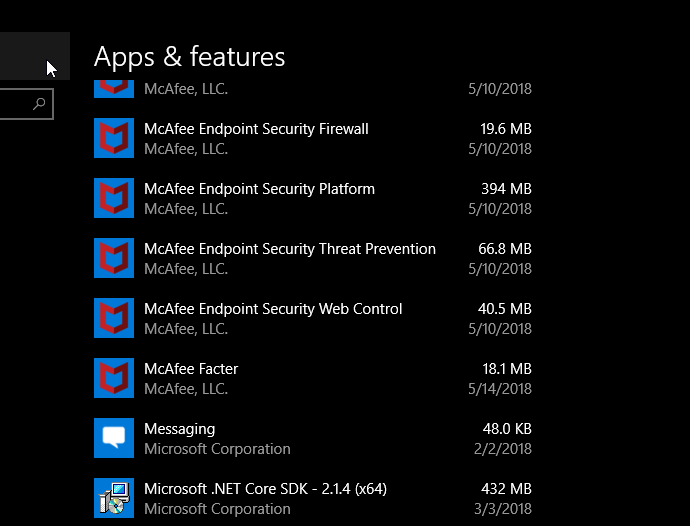 Apps & features
McAfee, LLC. 5/10/2018
McAfee Endpoint Security Firewall 19.6 MB
McAfee, LLC. 5/10/2018
McAfee Endpoint Security Platform 394 MB
McAfee, LLC. 5/10/2018
McAfee Endpoint Security Threat Prevention 66.8 MB
McAfee, LLC. 5/10/2018
McAfee Endpoint Security Web Control 40.5 MB
McAfee, LLC. 5/10/2018
McAfee Facter 18.1 MB
McAfee, LLC. 5/14/2018
Messaging 48.0 KB
Microsoft Corporation 2/2/2018
Microsoft .NET Core SDK - 2.1.4 (x64) 432 MB
Microsoft Corporation 3/3/2018